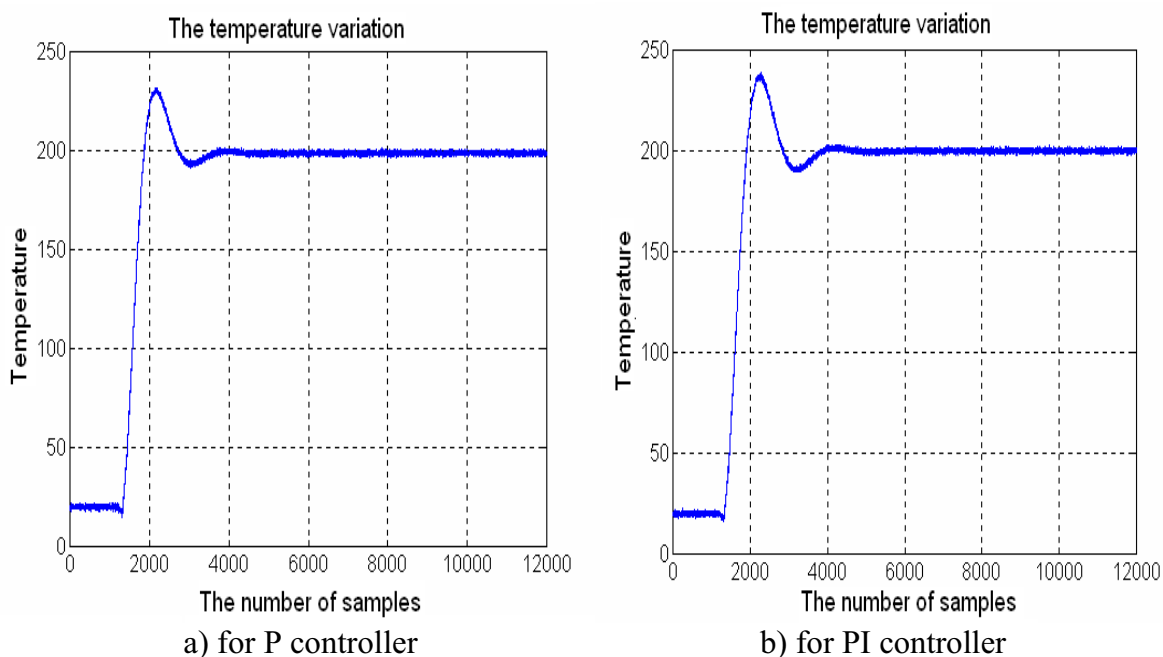 The temperature variation
250
200
150
100
50
0
Temperature
0 2000 4000 6000 8000 10000 12000
The number of samples
a) for P controller
The temperature variation
250
200
150
100
50
0
Temperature
0 2000 4000 6000 8000 10000 12000
The number of samples
b) for PI controller